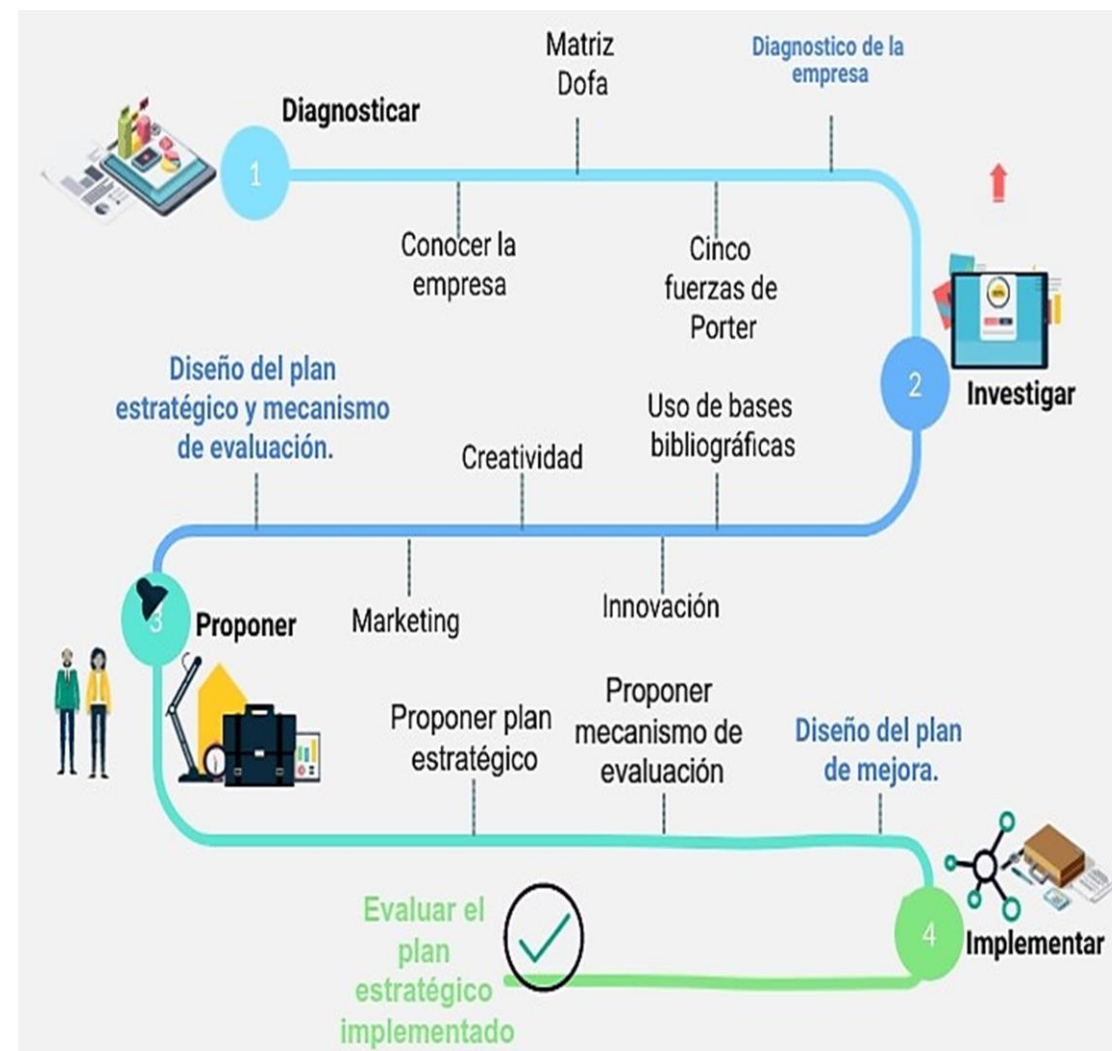 Diagnosticar
1
Conocer la
empresa
Matriz
Dofa
Cinco
fuerzas de
Porter
Diagnostico de la
empresa
2
Investigar
Uso de bases
bibliográficas
Innovación
Creatividad
Marketing
Diseño del plan
estratégico y mecanismo
de evaluación.
3
Proponer
Proponer plan
estratégico
Proponer
mecanismo de
evaluación
Diseño del plan
de mejora.
4
Implementar
Evaluar el
plan
estratégico
implementado